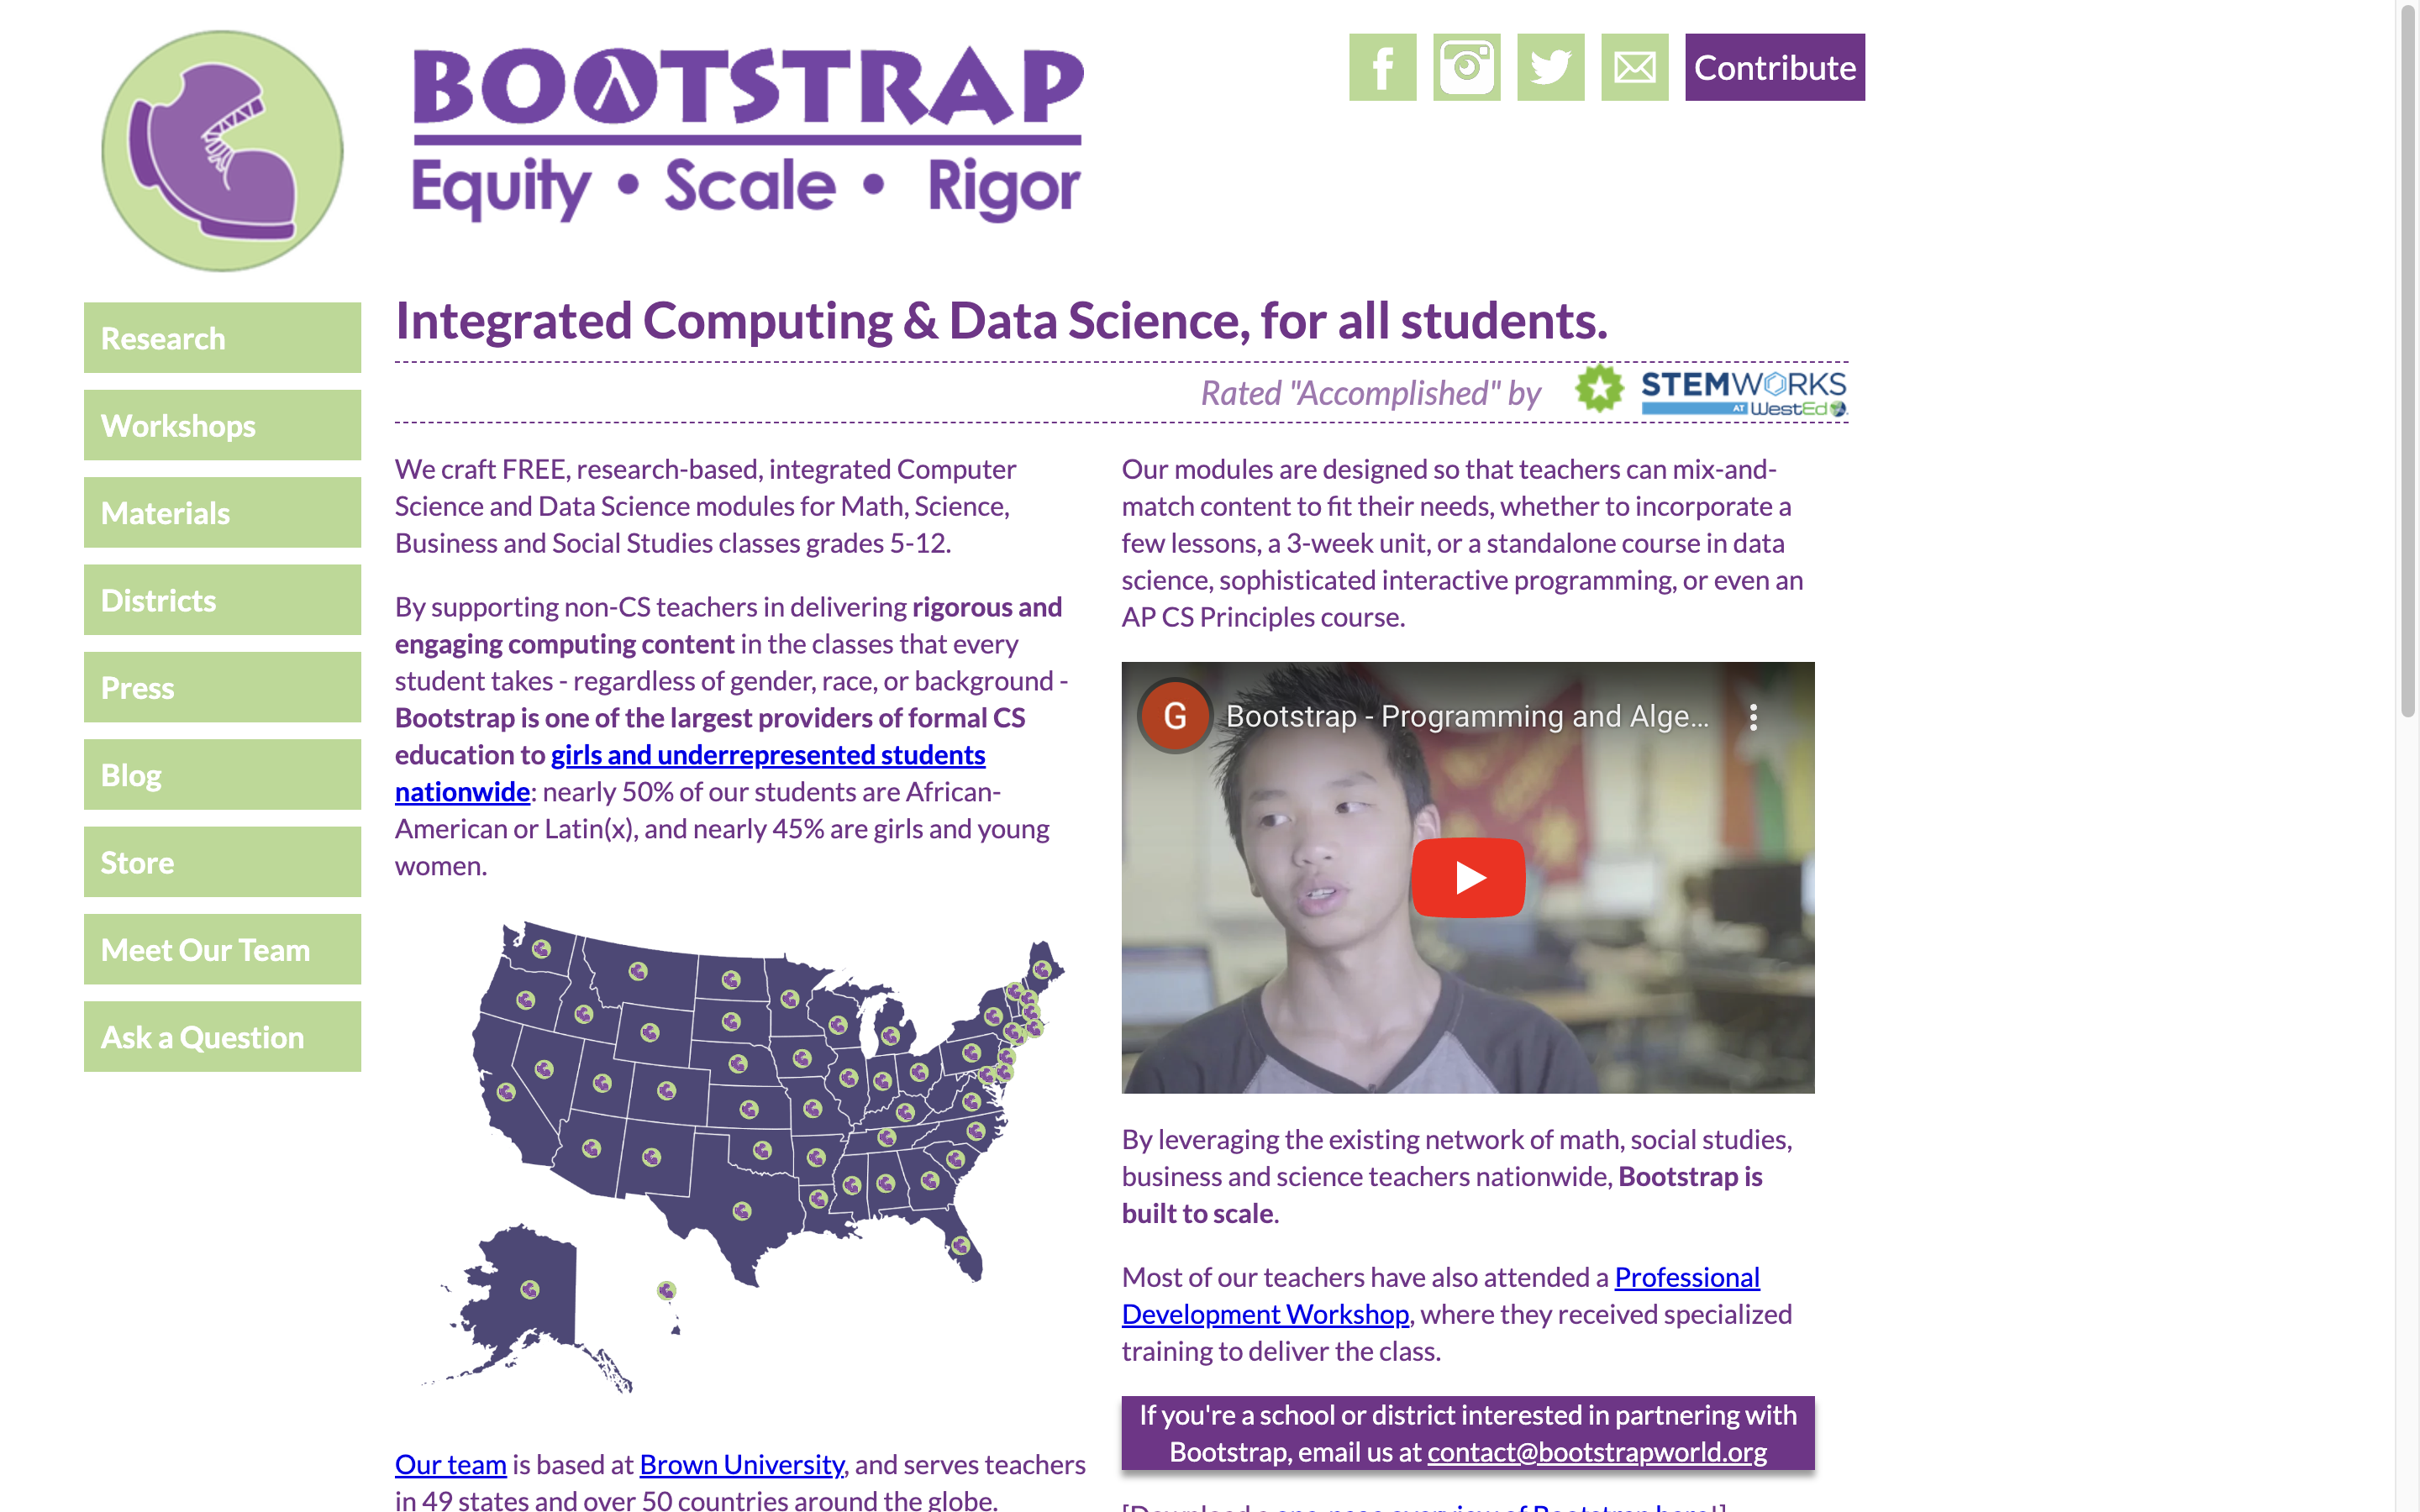 BOOTSTRAP
Equity • Scale • Rigor
Contribute
Research
Workshops
Materials
Districts
Press
Blog
Store
Meet Our Team
Ask a Question
Integrated Computing & Data Science, for all students.
Rated "Accomplished" by
STEMWORKS
AT WestEd
We craft FREE, research-based, integrated Computer
Science and Data Science modules for Math, Science,
Business and Social Studies classes grades 5-12.
By supporting non-CS teachers in delivering rigorous and
engaging computing content in the classes that every
student takes - regardless of gender, race, or background -
Bootstrap is one of the largest providers of formal CS
education to girls and underrepresented students
nationwide: nearly 50% of our students are African-
American or Latin(x), and nearly 45% are girls and young
women.
Our team is based at Brown University, and serves teachers
in 49 states and over 50 countries around the globe.
Our modules are designed so that teachers can mix-and-
match content to fit their needs, whether to incorporate a
few lessons, a 3-week unit, or a standalone course in data
science, sophisticated interactive programming, or even an
AP CS Principles course.
G
Bootstrap - Programming and Alge...
By leveraging the existing network of math, social studies,
business and science teachers nationwide, Bootstrap is
built to scale.
Most of our teachers have also attended a Professional
Development Workshop, where they received specialized
training to deliver the class.
If you're a school or district interested in partnering with
Bootstrap, email us at contact@bootstrapworld.org
[Download a one-page overview of Bootstrap here!]